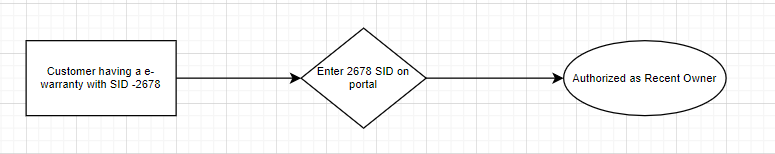 Customer having a e-
warranty with SID -2678
Enter 2678 SID on
portal
Authorized as Recent Owner